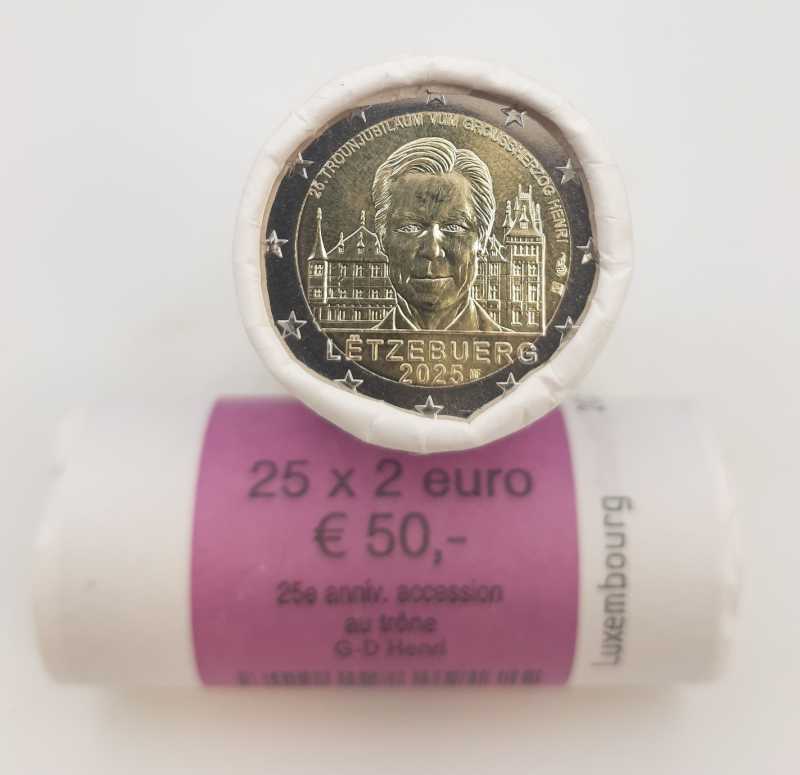 25. TROUNJUBILÄUM VUM GROUSSHERZOG HENRI
LËTZEBUERG
2025
25 x 2 euro
€ 50,-
25e anniv. accession
au trône
G-D Henri
Luxembourg